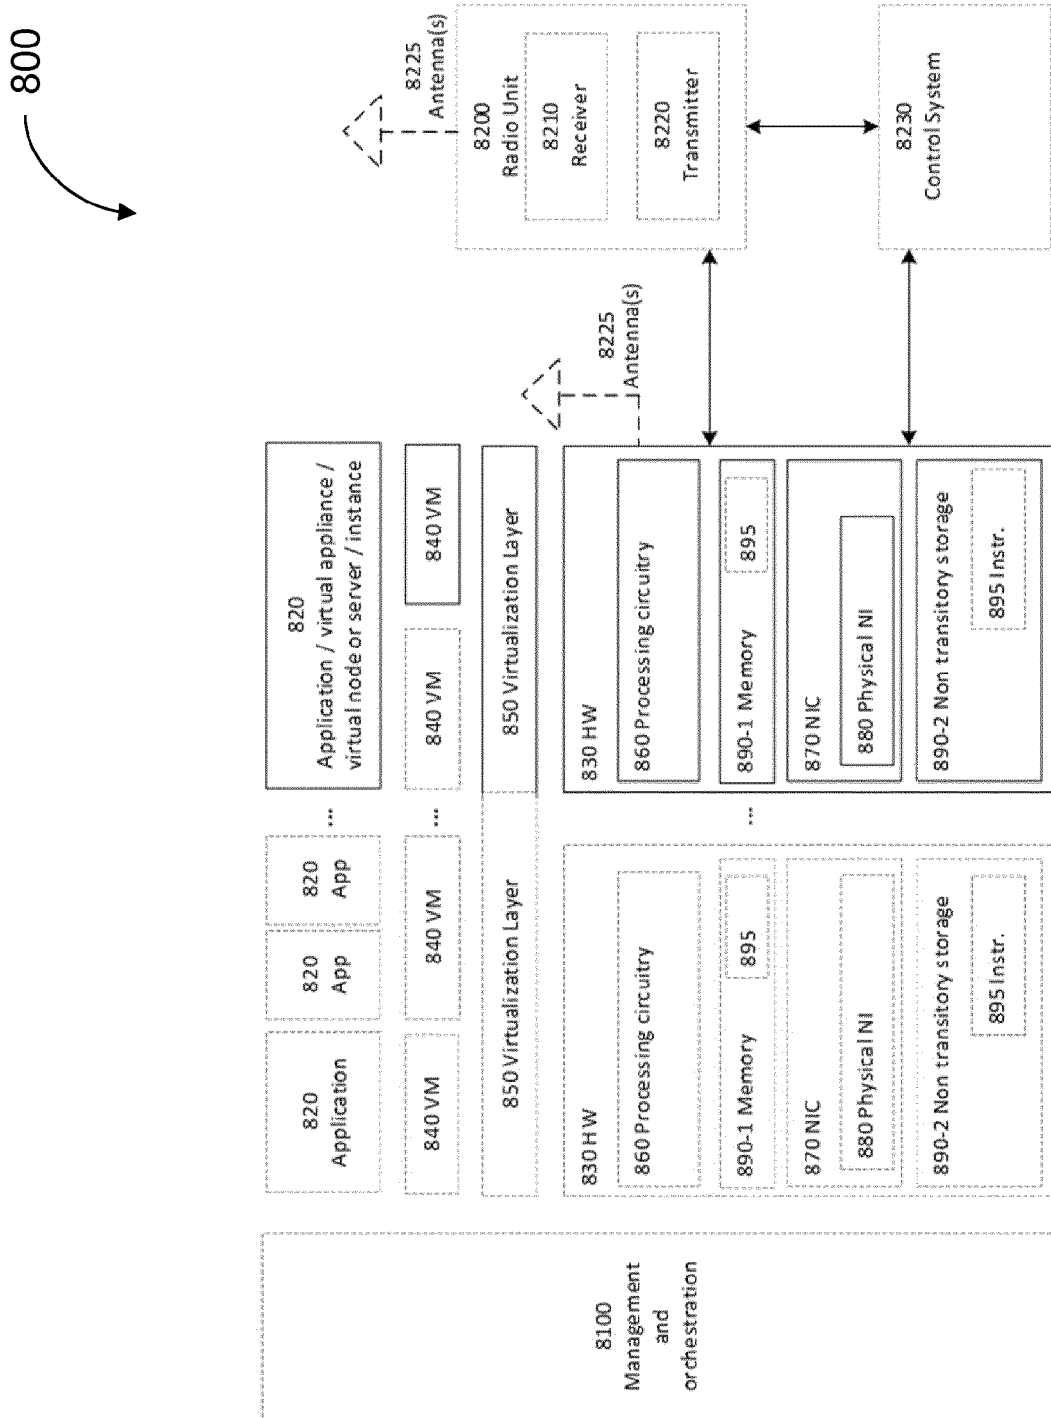 800
8100
Management
and
orchestration
820
Application
820
App
820
App
...
820
Application / virtual appliance /
virtual node or server / instance
840 VM
840 VM
...
840 VM
840 VM
850 Virtualization Layer
850 Virtualization Layer
830 HW
860 Processing circuitry
890-1 Memory
895
870 NIC
880 Physical NI
890-2 Non transitory storage
895 Instr.
...
830 HW
860 Processing circuitry
890-1 Memory
895
870 NIC
880 Physical NI
890-2 Non transitory storage
895 Instr.
8225
Antenna(s)
8225
Antenna(s)
8200
Radio Unit
8210
Receiver
8220
Transmitter
8230
Control System